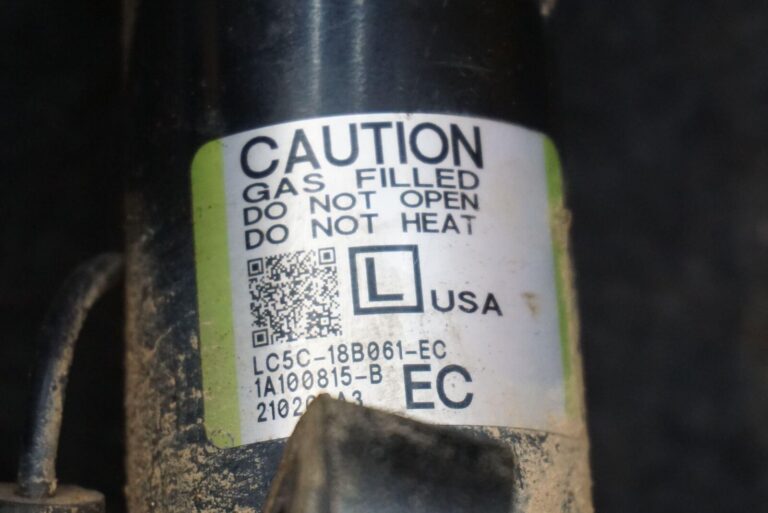 CAUTION
GAS FILLED
DO NOT OPEN
DO NOT HEAT
L USA
LC5C-18B061-EC
1A100815-B
EC